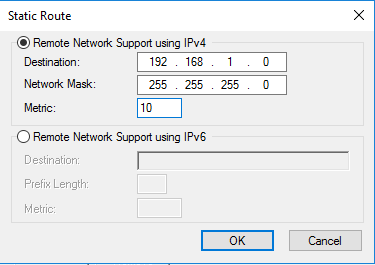 Static Route
Remote Network Support using IPv4
Destination: 192 . 168 . 1 . 0
Network Mask: 255 . 255 . 255 . 0
Metric: 10
Remote Network Support using IPv6
Destination:
Prefix Length:
Metric:
OK Cancel